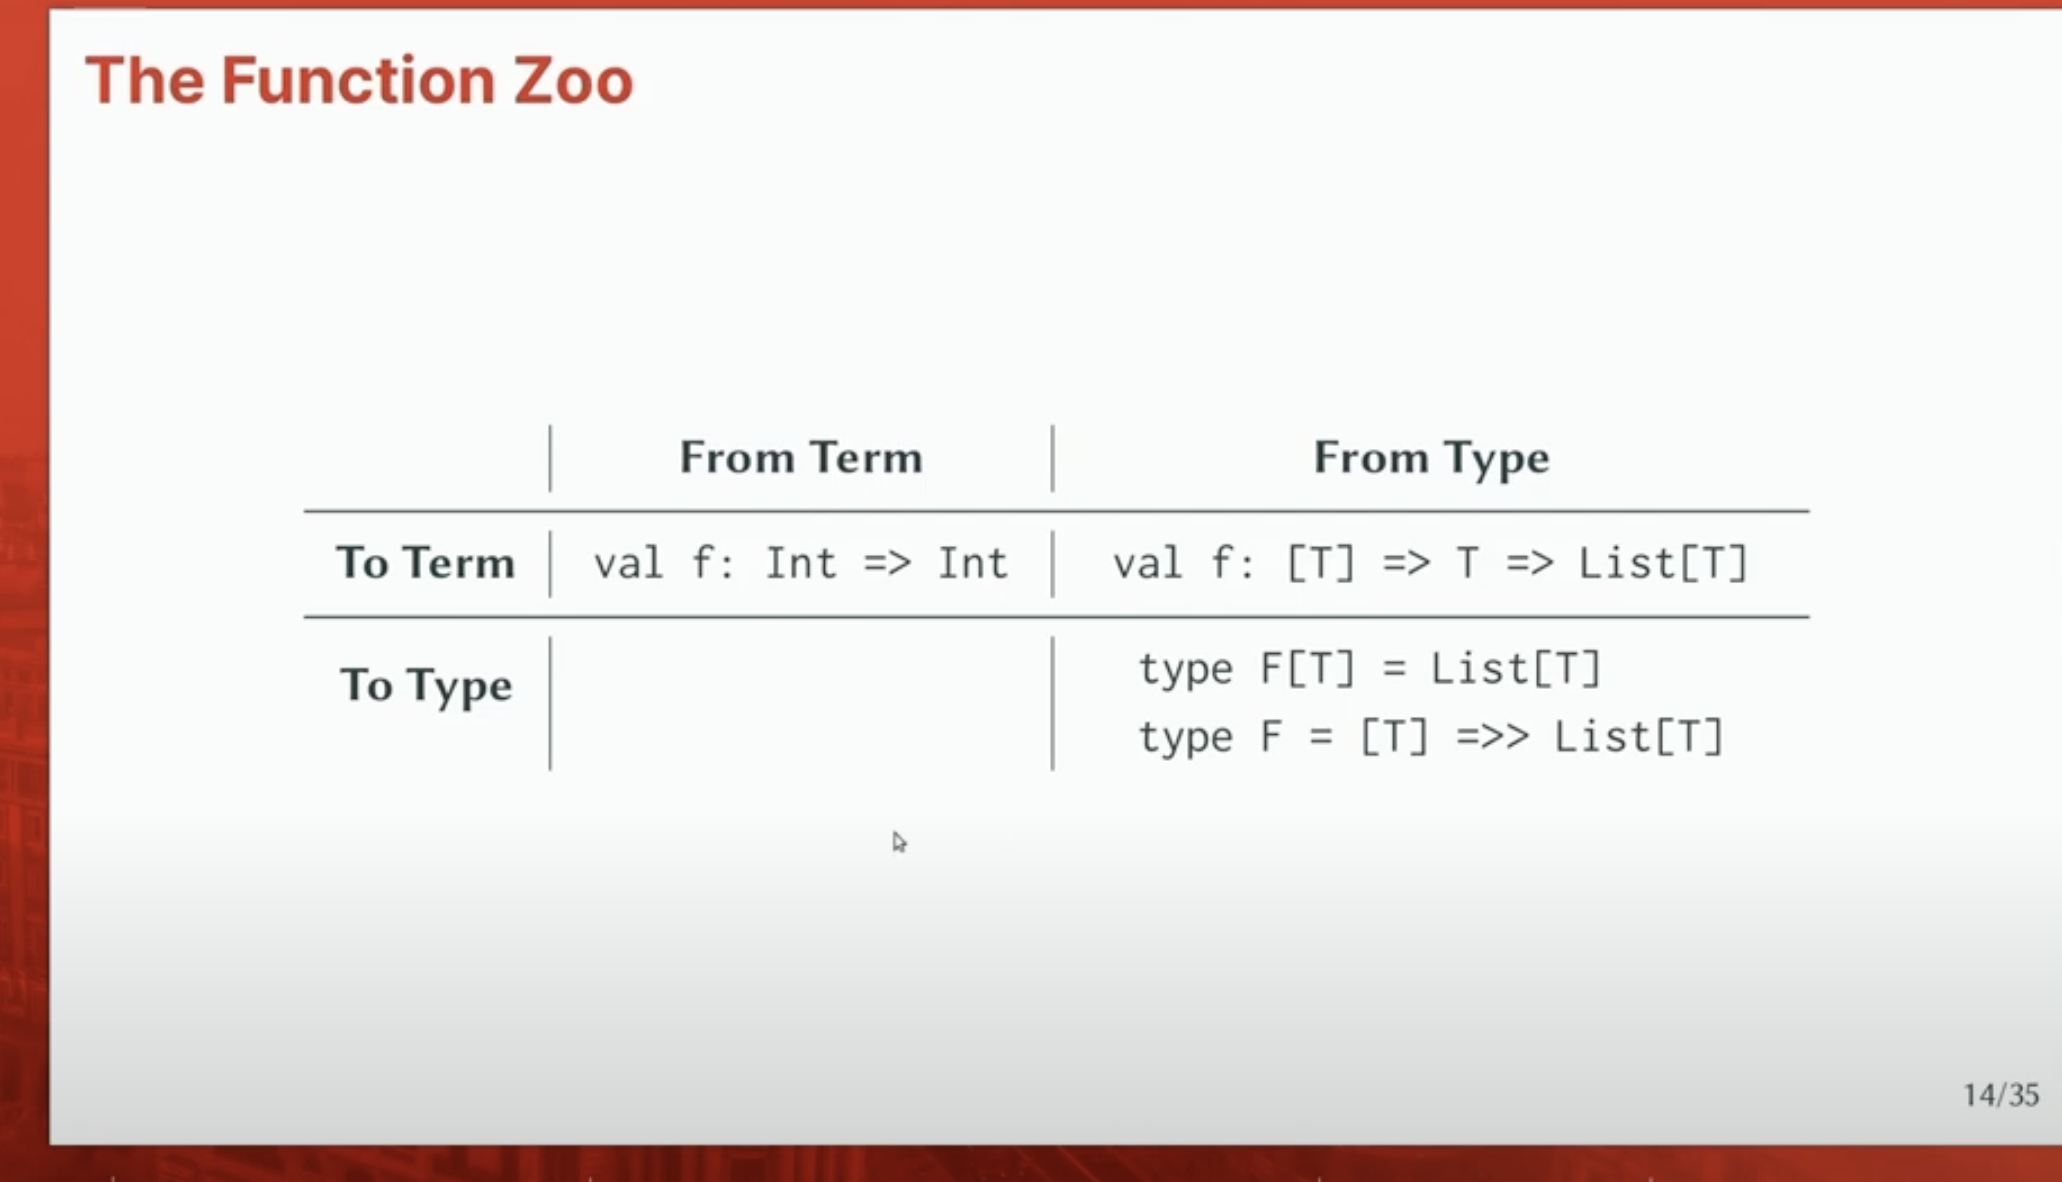 The Function Zoo
From Term From Type
To Term val f: Int => Int val f: [T] => T => List[T]
To Type type F[T] = List[T]
type F = [T] =>> List[T]
14/35